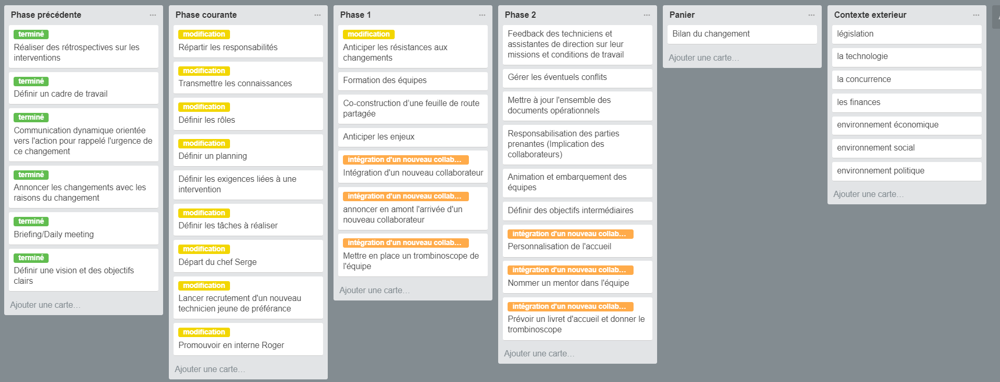 Phase précédente
terminé
Réaliser des rétrospectives sur les
interventions
terminé
Définir un cadre de travail
terminé
Communication dynamique orientée
vers l'action pour rappelé l'urgence de
ce changement
terminé
Annoncer les changements avec les
raisons du changement
terminé
Briefing/Daily meeting
terminé
Définir une vision et des objectifs
clairs
Ajouter une carte…
Phase courante
modification
Répartir les responsabilités
modification
Transmettre les connaissances
modification
Définir les rôles
modification
Définir un planning
Définir les exigences liées à une
intervention
modification
Définir les tâches à réaliser
modification
Départ du chef Serge
modification
Lancer recrutement d'un nouveau
technicien jeune de préférance
modification
Promouvoir en interne Roger
Ajouter une carte…
Phase 1
modification
Anticiper les résistances aux
changements
Formation des équipes
Co-construction d’une feuille de route
partagée
Anticiper les enjeux
intégration d'un nouveau collab…
Intégration d'un nouveau collaborateur
intégration d'un nouveau collab…
annoncer en amont l'arrivée d'un
nouveau collaborateur
intégration d'un nouveau collab…
Mettre en place un trombinoscope de
l'équipe
Ajouter une carte…
Phase 2
Feedback des techniciens et
assistantes de direction sur leur
missions et conditions de travail
Gérer les éventuels conflits
Mettre à jour l'ensemble des
documents opérationnels
Responsabilisation des parties
prenantes (Implication des
collaborateurs)
Animation et embarquement des
équipes
Définir des objectifs intermédiaires
intégration d'un nouveau collab…
Personnalisation de l'accueil
intégration d'un nouveau collab…
Nommer un mentor dans l'équipe
intégration d'un nouveau collab…
Prévoir un livret d'accueil et donner le
trombinoscope
Ajouter une carte…
Panier
Bilan du changement
Ajouter une carte…
Contexte exterieur
législation
la technologie
la concurrence
les finances
environnement économique
environnement social
environnement politique
Ajouter une carte…